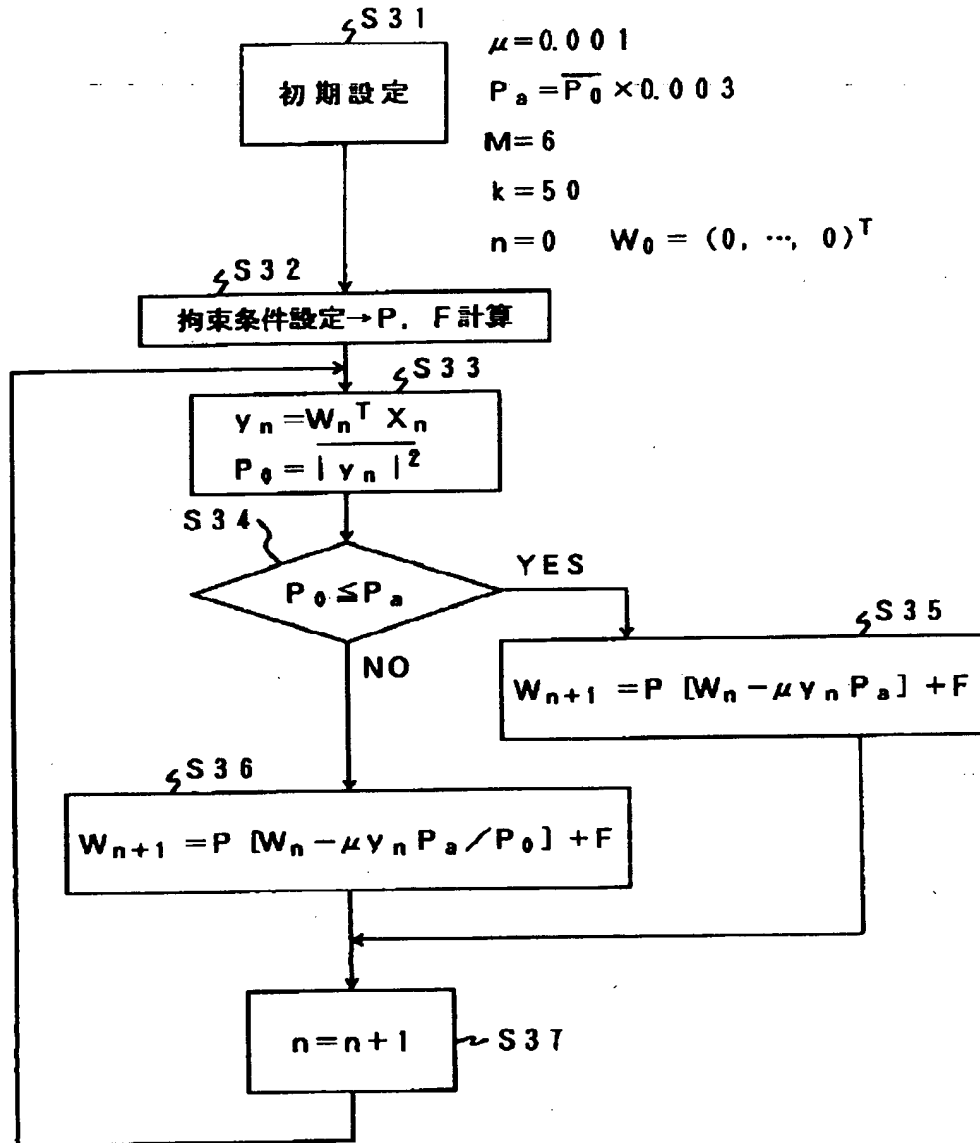 S31
初期設定
μ=0.001
Pa=P0×0.003
M=6
k=50
n=0 W0=(0, …, 0)T
S32
拘束条件設定→P, F計算
S33
yn=WnT Xn
P0=|yn|2
S34
P0≦Pa
YES
NO
S35
Wn+1=P [Wn-μynPa] +F
S36
Wn+1=P [Wn-μynPa/P0] +F
n=n+1
S37